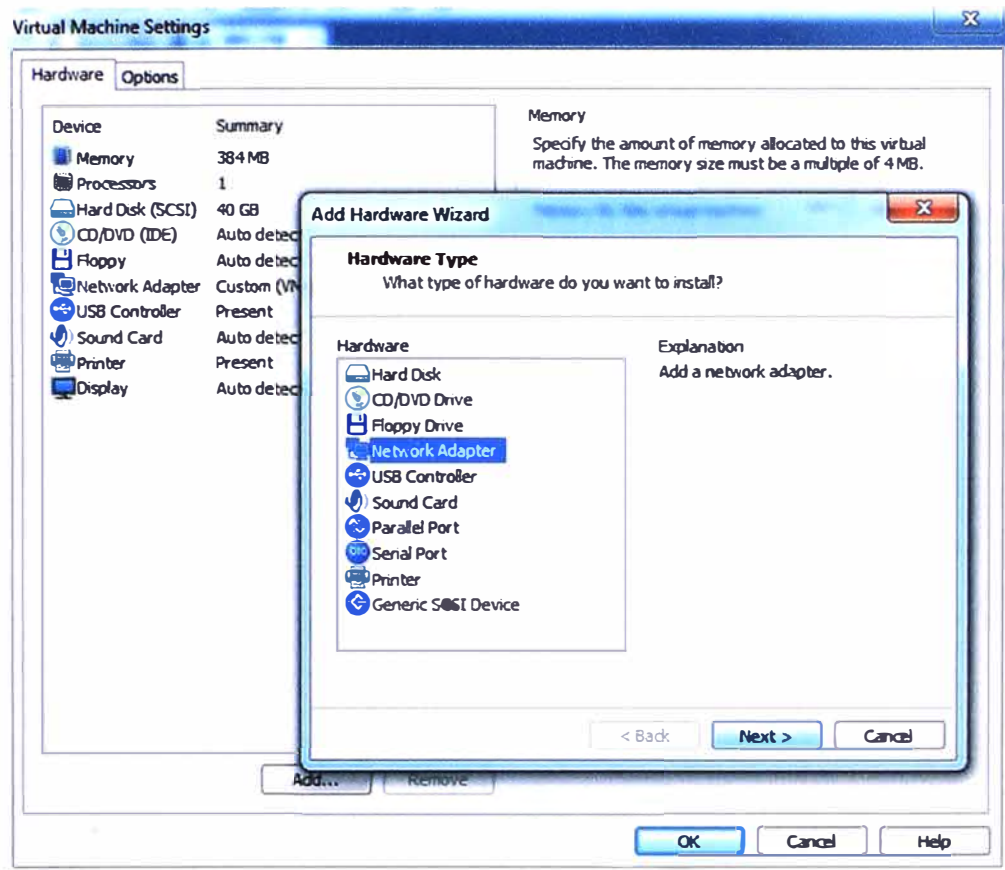 Virtual Machine Settings
Hardware Options
Device Summary
Memory 384 MB
Processors 1
Hard Disk (SCSI) 40 GB
CD/DVD (IDE) Auto detec
Floppy Auto detec
Network Adapter Custom (VN
USB Controller Present
Sound Card Auto detec
Printer Present
Display Auto detec
Add... Remove
Memory
Specify the amount of memory allocated to this virtual
machine. The memory size must be a multiple of 4 MB.
Add Hardware Wizard
Hardware Type
What type of hardware do you want to install?
Hardware
Hard Disk
CD/DVD Drive
Floppy Drive
Network Adapter
USB Controller
Sound Card
Parallel Port
Serial Port
Printer
Generic SCSI Device
Explanation
Add a network adapter.
< Back Next > Cancel
OK Cancel Help